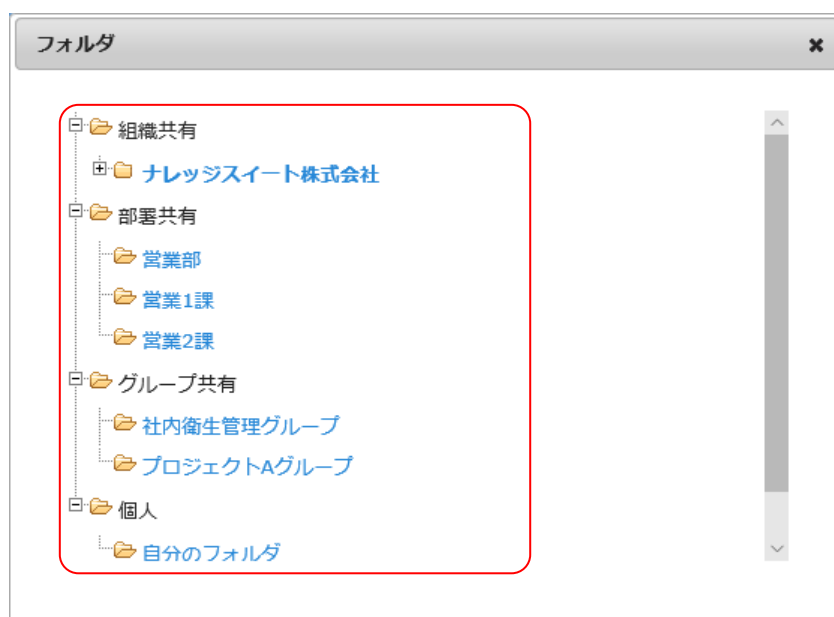 フォルダ
組織共有
ナレッジスイート株式会社
部署共有
営業部
営業1課
営業2課
グループ共有
社内衛生管理グループ
プロジェクトAグループ
個人
自分のフォルダ